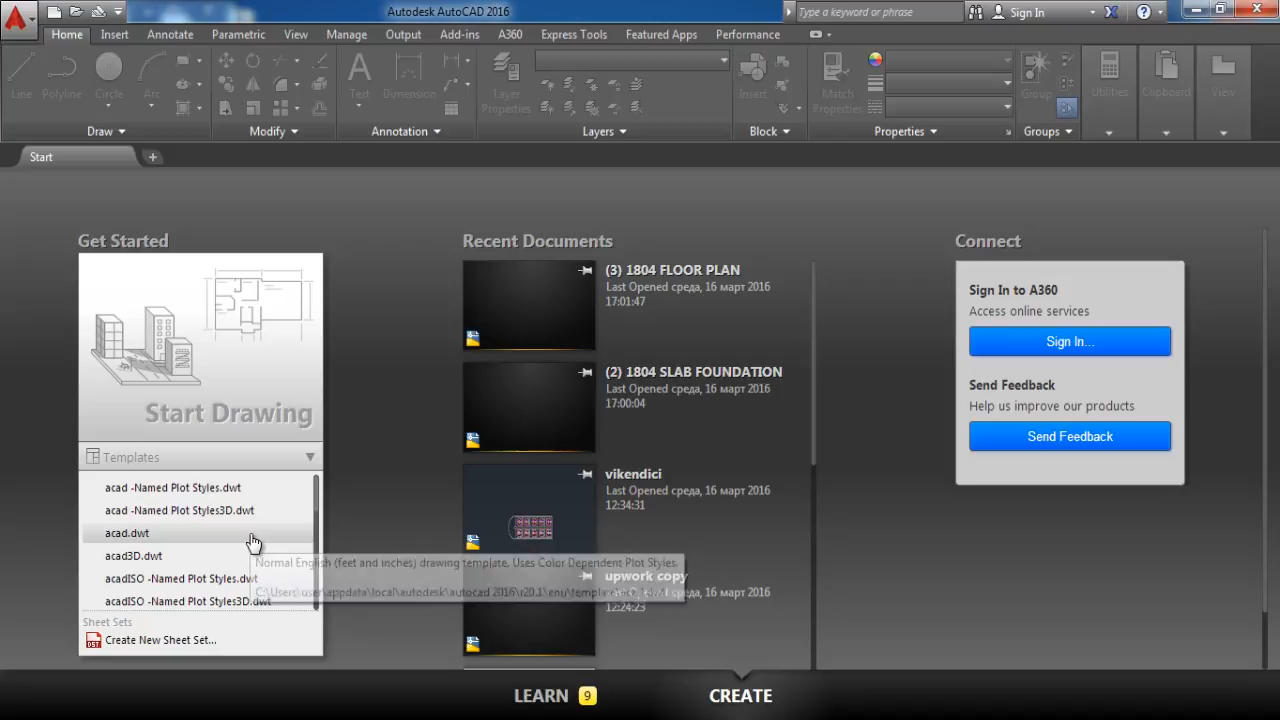 Autodesk AutoCAD 2016
Type a keyword or phrase
Sign In
Home Insert Annotate Parametric View Manage Output Add-ins A360 Express Tools Featured Apps Performance
Line Polyline Circle Arc
Text Dimension
Layer Properties
Insert
Match Properties
Group
Utilities Clipboard View
Draw Modify Annotation Layers Block Properties Groups
Start
Get Started
Start Drawing
Templates
acad -Named Plot Styles.dwt
acad -Named Plot Styles3D.dwt
acad.dwt
acad3D.dwt
acadISO -Named Plot Styles.dwt
acadISO -Named Plot Styles3D.dwt
Normal English (feet and inches) drawing template. Uses Color Dependent Plot Styles.
Sheet Sets
DST
Create New Sheet Set...
Recent Documents
(3) 1804 FLOOR PLAN
Last Opened среда, 16 март 2016
17:01:47
(2) 1804 SLAB FOUNDATION
Last Opened среда, 16 март 2016
17:00:04
vikendici
Last Opened среда, 16 март 2016
12:34:31
upwork copy
12:24:23
Connect
Sign In to A360
Access online services
Sign In...
Send Feedback
Help us improve our products
Send Feedback
LEARN 9 CREATE